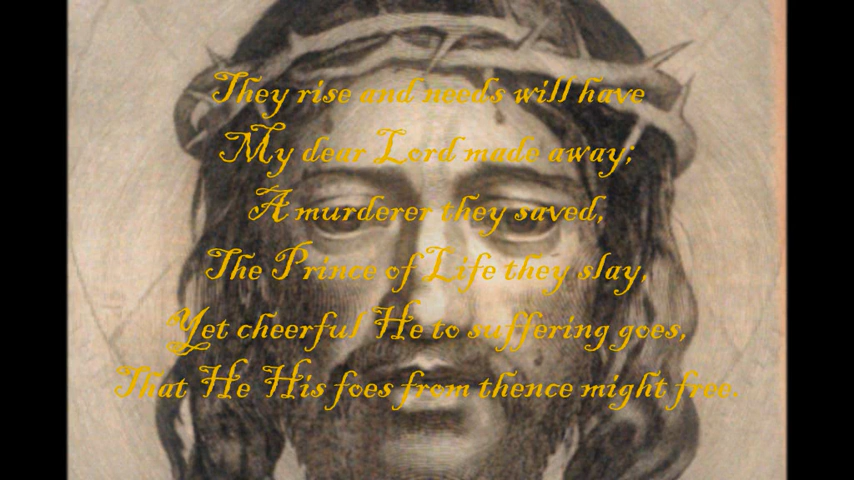 They rise and needs will have
My dear Lord made away;
A murderer they saved,
The Prince of Life they slay,
Yet cheerful He to suffering goes,
That He His foes from thence might free.